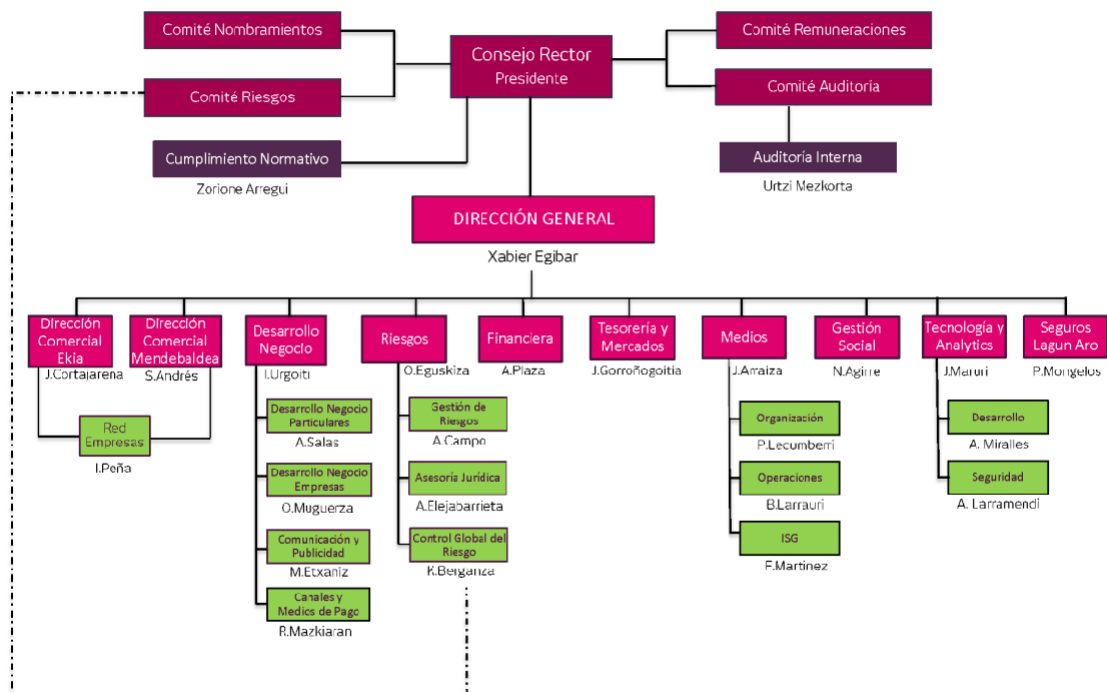 Comité Nombramientos
Comité Riesgos
Consejo Rector
Presidente
Comité Remuneraciones
Comité Auditoría
Cumplimiento Normativo
Zorione Arregui
Auditoría Interna
Urtzi Mezkorta
DIRECCIÓN GENERAL
Xabier Egibar
Dirección
Comercial
Ekia
J.Cortajarena
Dirección
Comercial
Mendebaldea
S.Andrés
Red
Empresas
I.Peña
Desarrollo
Negocio
I.Urgoiti
Desarrollo Negocio
Particulares
A.Salas
Desarrollo Negocio
Empresas
O.Muguerza
Comunicación y
Publicidad
M.Etxaniz
Canales y
Medios de Pago
R.Mazkiaran
Riesgos
O.Eguskiza
Gestión de
Riesgos
A.Campo
Asesoría Jurídica
A.Elejabarrieta
Control Global del
Riesgo
K.Berganza
Financiera
A.Plaza
Tesorería y
Mercados
J.Gorroñogoitia
Medios
J.Arraiza
Organización
P.Lecumberri
Operaciones
B.Larrauri
ISG
F.Martinez
Gestión
Social
N.Agirre
Tecnología y
Analytics
J.Maruri
Desarrollo
A. Miralles
Seguridad
A. Larramendi
Seguros
Lagun Aro
P.Mongelos